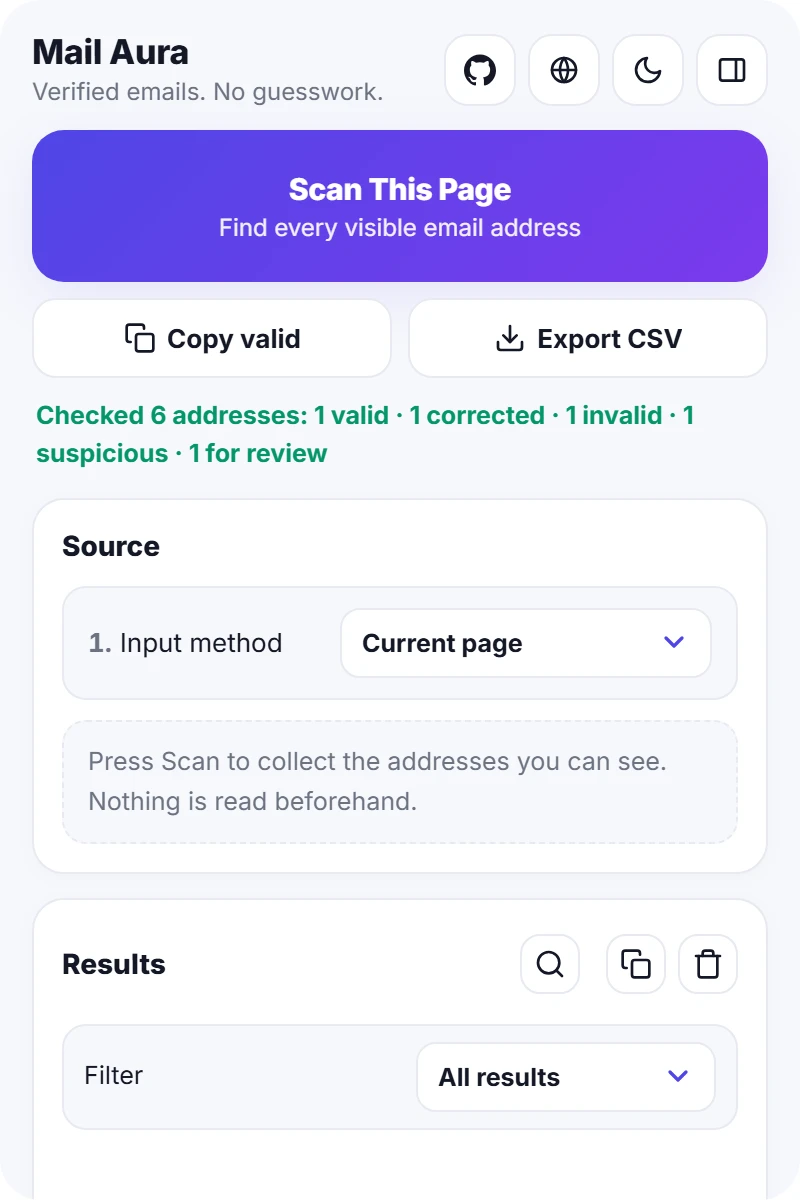 Mail Aura
Verified emails. No guesswork.
Scan This Page
Find every visible email address
Copy valid
Export CSV
Checked 6 addresses: 1 valid · 1 corrected · 1 invalid · 1
suspicious · 1 for review
Source
1. Input method
Current page
Press Scan to collect the addresses you can see.
Nothing is read beforehand.
Results
Filter
All results